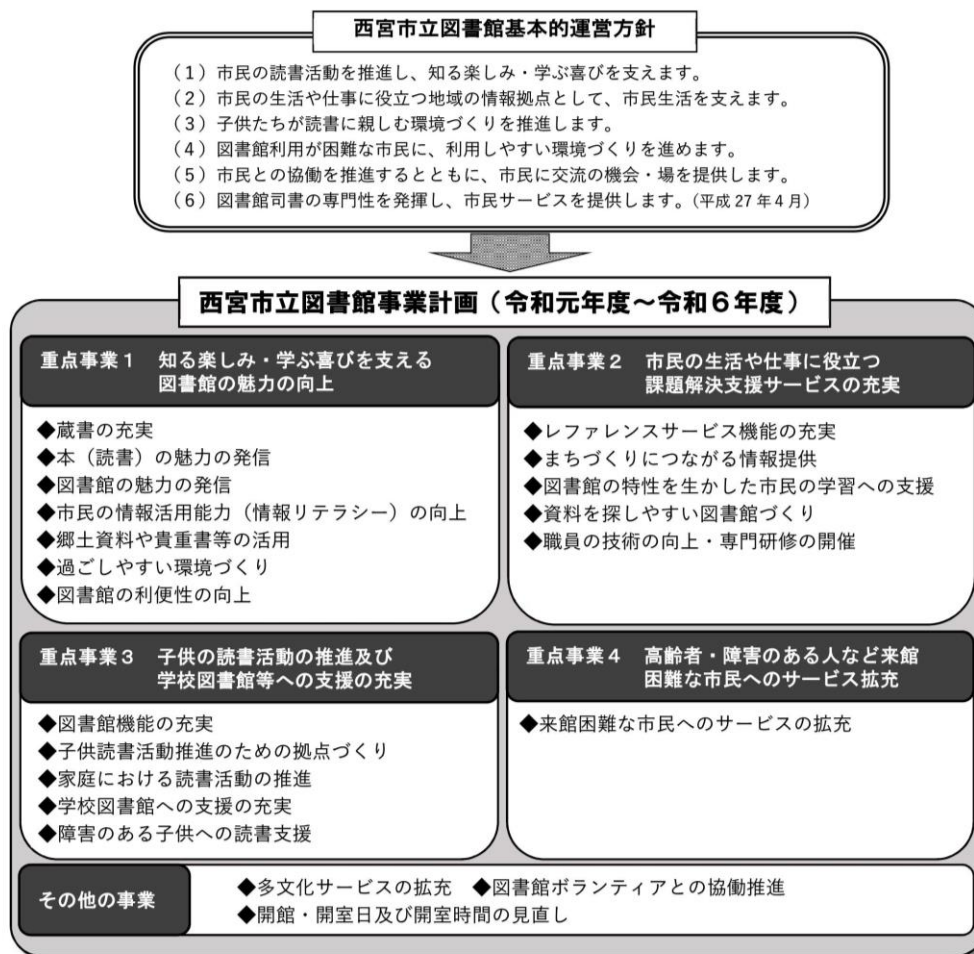 西宮市立図書館基本的運営方針
（１）市民の読書活動を推進し、知る楽しみ・学ぶ喜びを支えます。
（２）市民の生活や仕事に役立つ地域の情報拠点として、市民生活を支えます。
（３）子供たちが読書に親しむ環境づくりを推進します。
（４）図書館利用が困難な市民に、利用しやすい環境づくりを進めます。
（５）市民との協働を推進するとともに、市民に交流の機会・場を提供します。
（６）図書館司書の専門性を発揮し、市民サービスを提供します。（平成 27 年４月）
西宮市立図書館事業計画（令和元年度～令和６年度）
重点事業１　知る楽しみ・学ぶ喜びを支える
図書館の魅力の向上
◆蔵書の充実
◆本（読書）の魅力の発信
◆図書館の魅力の発信
◆市民の情報活用能力（情報リテラシー）の向上
◆郷土資料や貴重書等の活用
◆過ごしやすい環境づくり
◆図書館の利便性の向上
重点事業２　市民の生活や仕事に役立つ
課題解決支援サービスの充実
◆レファレンスサービス機能の充実
◆まちづくりにつながる情報提供
◆図書館の特性を生かした市民の学習への支援
◆資料を探しやすい図書館づくり
◆職員の技術の向上・専門研修の開催
重点事業３　子供の読書活動の推進及び
学校図書館等への支援の充実
◆図書館機能の充実
◆子供読書活動推進のための拠点づくり
◆家庭における読書活動の推進
◆学校図書館への支援の充実
◆障害のある子供への読書支援
重点事業４　高齢者・障害のある人など来館
困難な市民へのサービス拡充
◆来館困難な市民へのサービスの拡充
その他の事業
◆多文化サービスの拡充　◆図書館ボランティアとの協働推進
◆開館・開室日及び開室時間の見直し